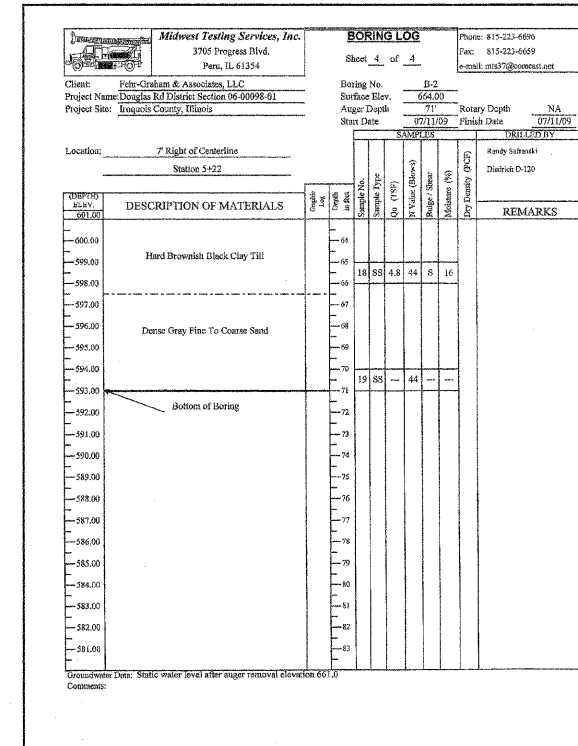 Midwest Testing Services, Inc.
3705 Progress Blvd.
Peru, IL 61354
BORING LOG
Sheet 4 of 4
Phone: 815-223-6696
Fax: 815-223-6659
e-mail: mts37@comcast.net
Client: Fehr-Graham & Associates, LLC
Project Name: Douglas Rd District Section 06-00098-01
Project Site: Iroquois County, Illinois
Boring No. B-2
Surface Elev. 664.00
Auger Depth 71' Rotary Depth NA
Start Date 07/11/09 Finish Date 07/11/09
SAMPLES DRILLED BY
Location: 7' Right of Centerline
Station 5+22
Randy Safranski
Diedrich D-120
(DEPTH) ELEV. 601.00
DESCRIPTION OF MATERIALS
Graphic Log
Depth in feet
Sample No.
Sample Type
Qu (TSF)
N Value (Blows)
Bulge / Shear
Moisture (%)
Dry Density (PCF)
REMARKS
600.00 64
Hard Brownish Black Clay Till
599.00 65
18 SS 4.8 44 S 16
598.00 66
597.00 67
596.00 68
Dense Gray Fine To Coarse Sand
595.00 69
594.00 70
19 SS --- 44 --- ---
593.00 71
Bottom of Boring
592.00 72
591.00 73
590.00 74
589.00 75
588.00 76
587.00 77
586.00 78
585.00 79
584.00 80
583.00 81
582.00 82
581.00 83
Groundwater Data: Static water level after auger removal elevation 661.0
Comments: